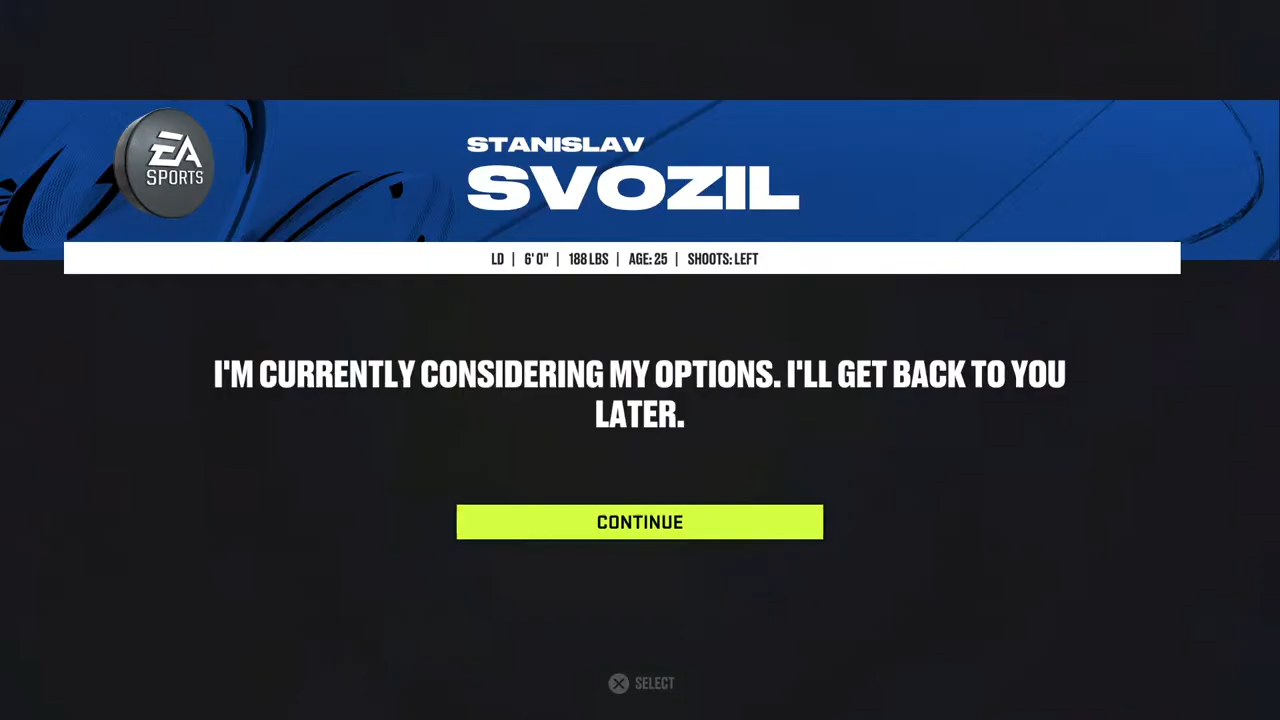 EA
SPORTS
STANISLAV
SVOZIL
LD | 6' 0" | 188 LBS | AGE: 25 | SHOOTS: LEFT
I'M CURRENTLY CONSIDERING MY OPTIONS. I'LL GET BACK TO YOU
LATER.
CONTINUE
SELECT